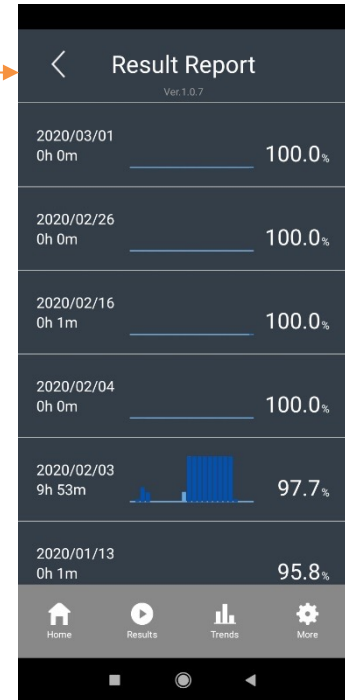 Result Report
Ver.1.0.7
2020/03/01
0h 0m
100.0%
2020/02/26
0h 0m
100.0%
2020/02/16
0h 1m
100.0%
2020/02/04
0h 0m
100.0%
2020/02/03
9h 53m
97.7%
2020/01/13
0h 1m
95.8%
Home
Results
Trends
More